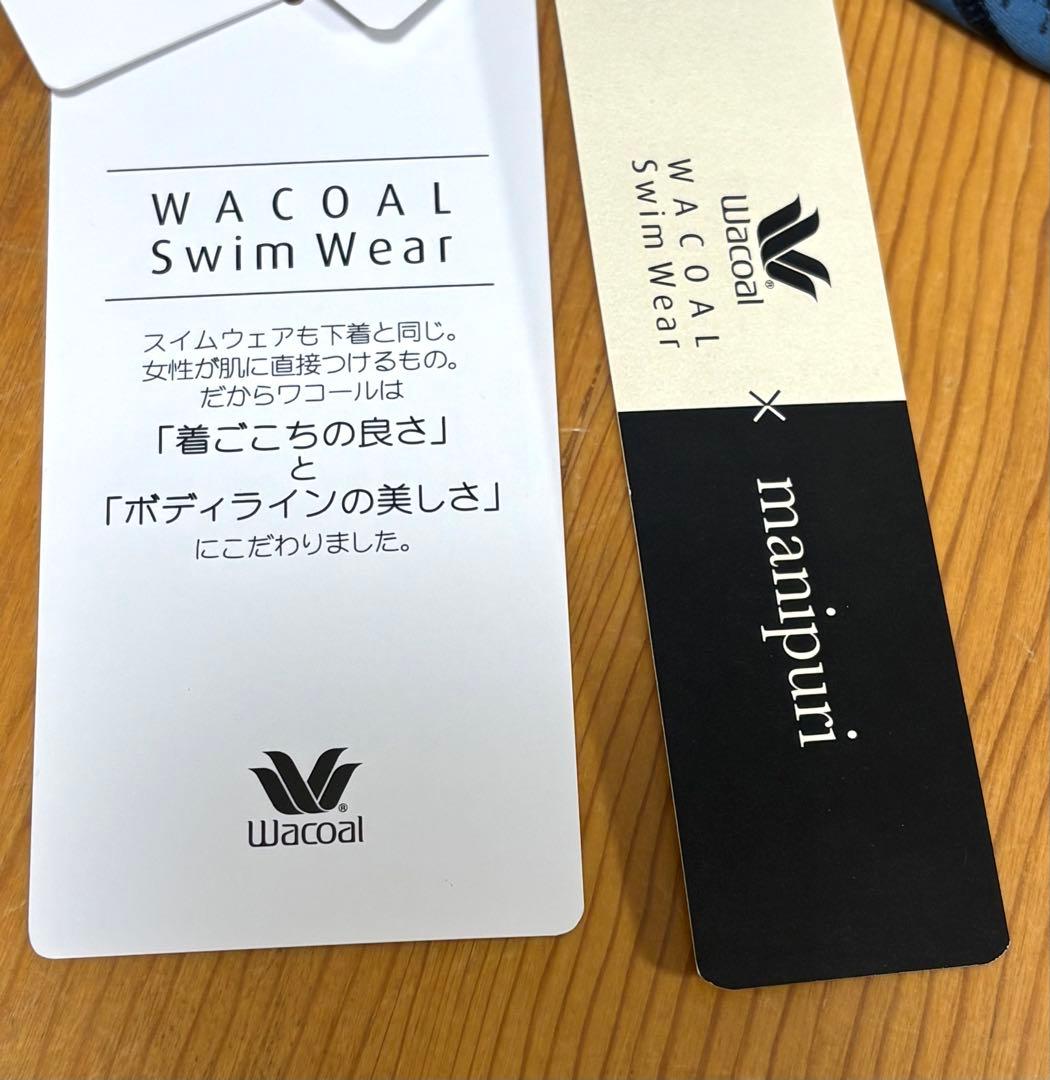 WACOAL
Swim Wear
スイムウェアも下着と同じ。
女性が肌に直接つけるもの。
だからワコールは
「着ごこちの良さ」
と
「ボディラインの美しさ」
にこだわりました。
Wacoal®
Wacoal®
WACOAL
Swim Wear
×
manipuri